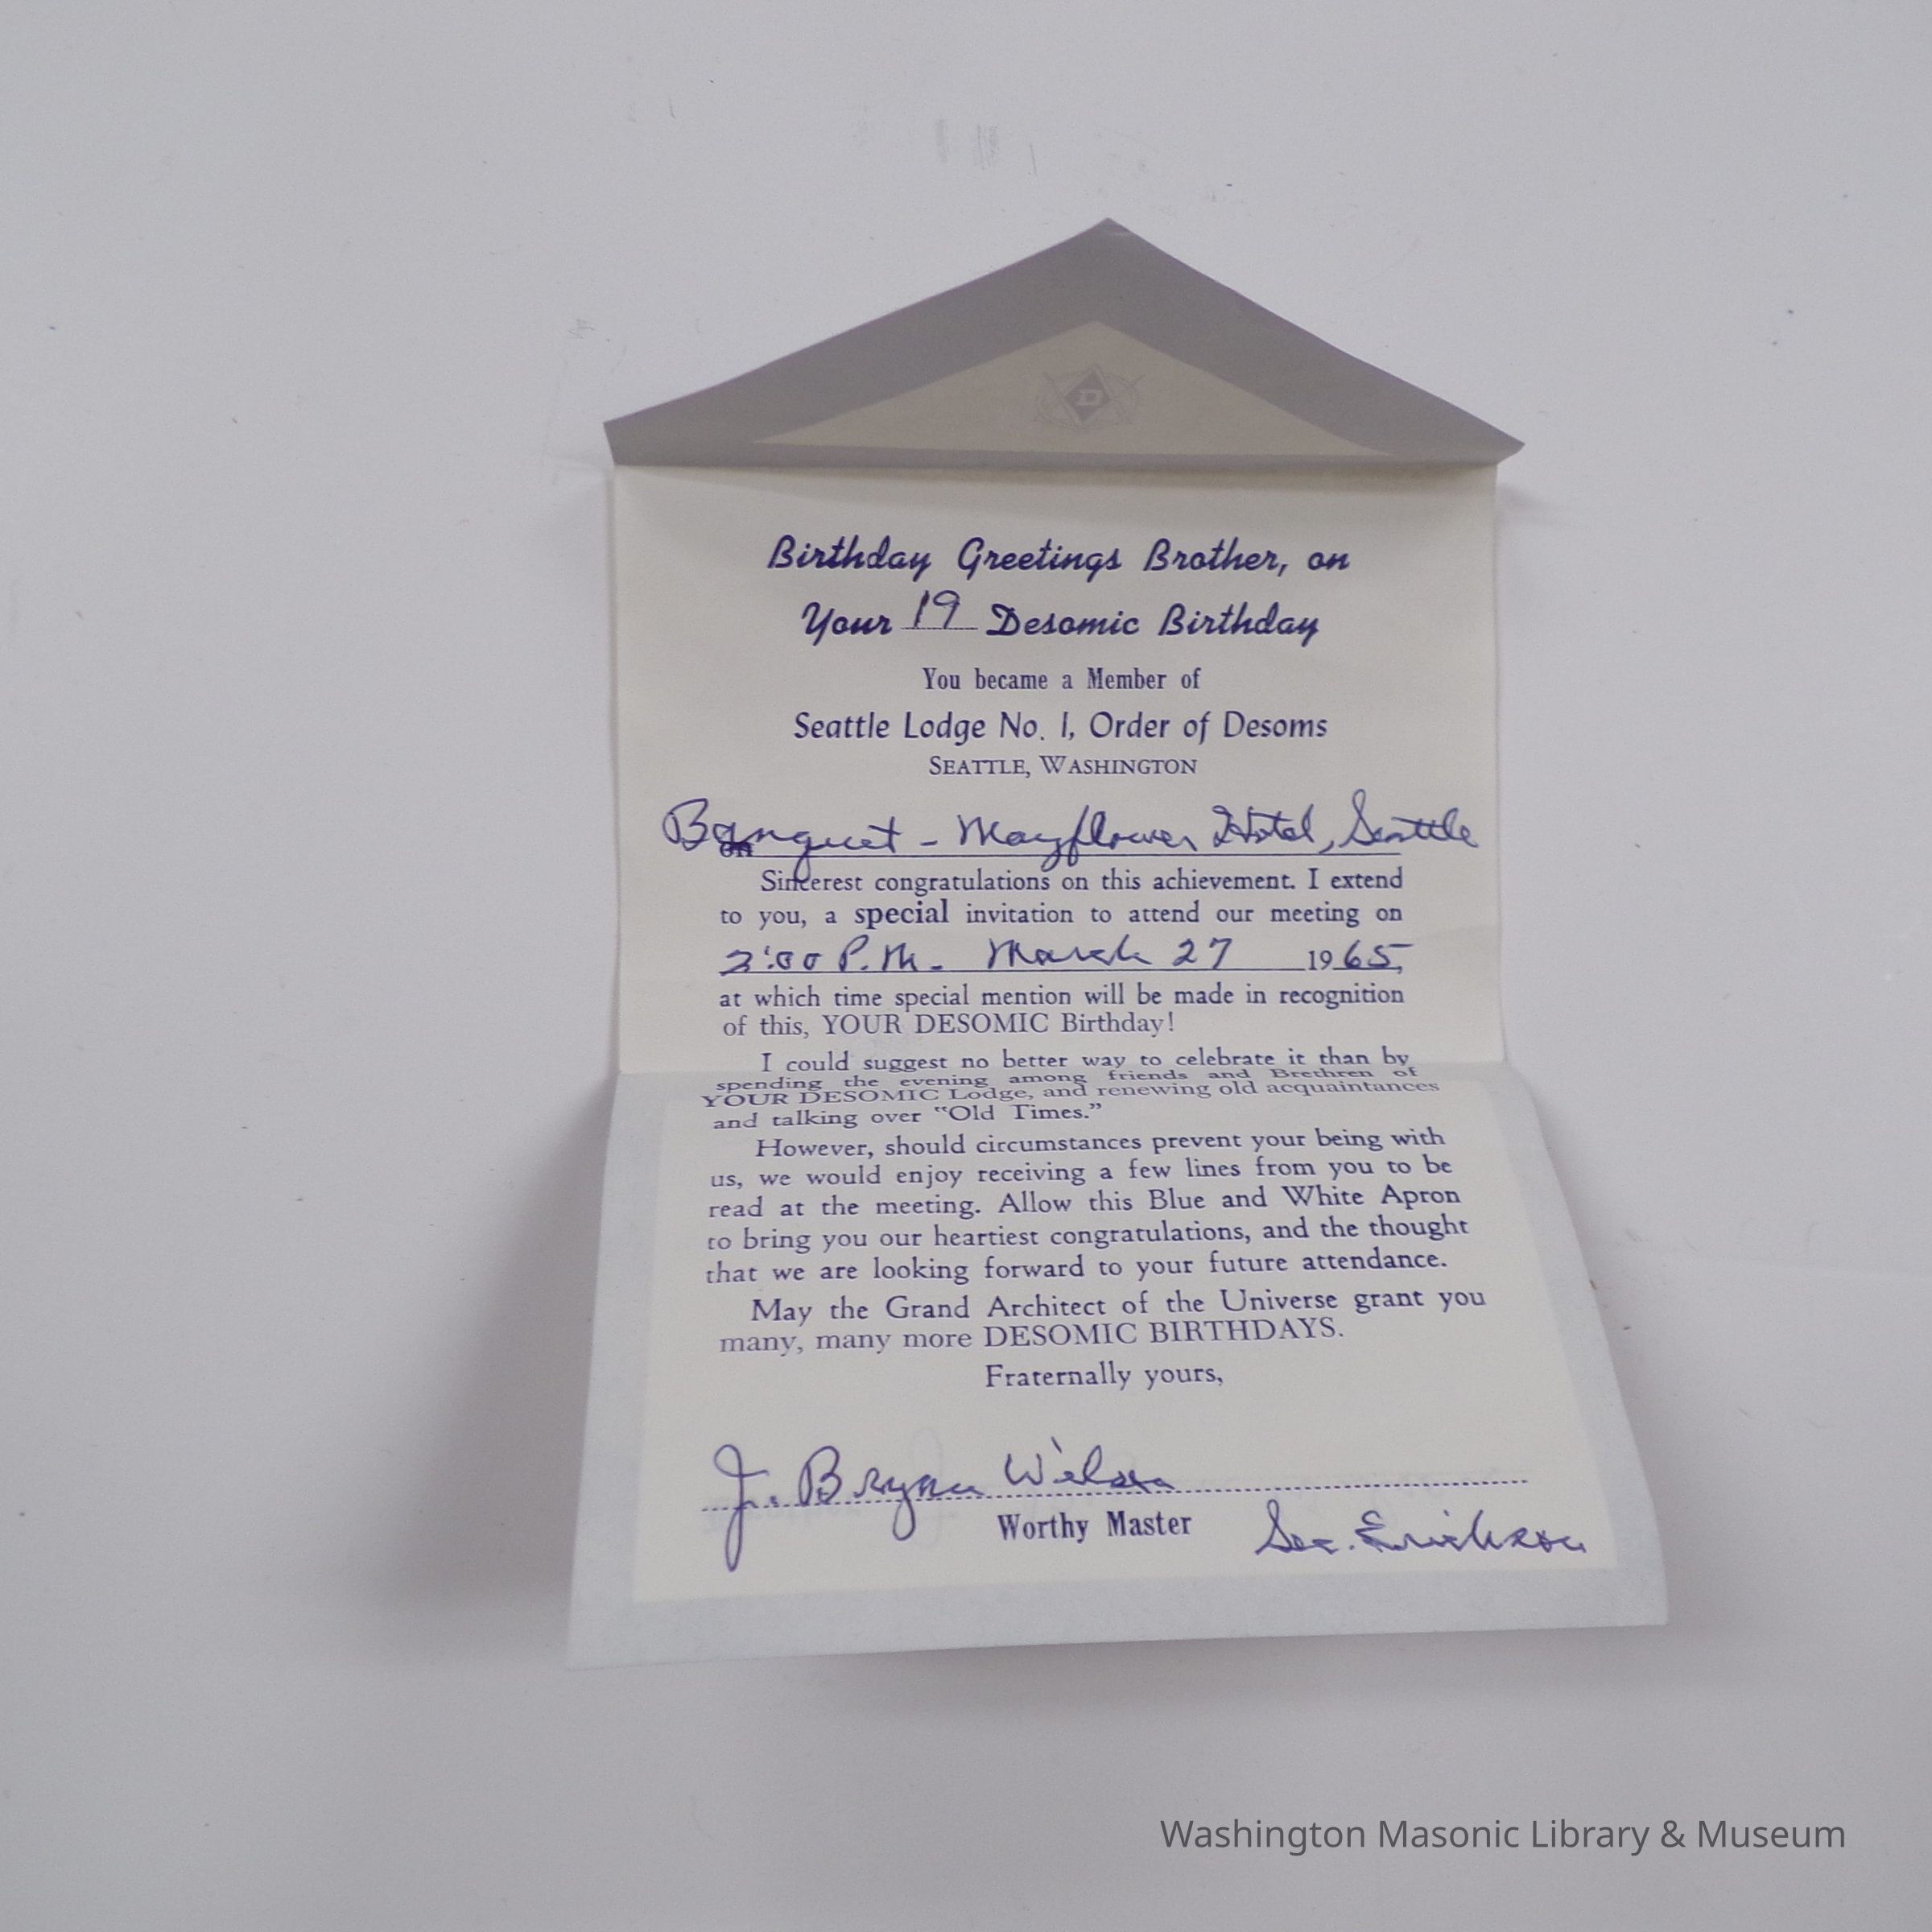 D
Birthday Greetings Brother, on
Your 19 Desomic Birthday
You became a Member of
Seattle Lodge No. 1, Order of Desoms
SEATTLE, WASHINGTON
Banquet - Mayflower Hotel, Seattle
on
Sincerest congratulations on this achievement. I extend
to you, a special invitation to attend our meeting on
2:00 P.M. March 27 1965,
at which time special mention will be made in recognition
of this, YOUR DESOMIC Birthday!
I could suggest no better way to celebrate it than by
spending the evening among friends and Brethren of
YOUR DESOMIC Lodge, and renewing old acquaintances
and talking over "Old Times."
However, should circumstances prevent your being with
us, we would enjoy receiving a few lines from you to be
read at the meeting. Allow this Blue and White Apron
to bring you our heartiest congratulations, and the thought
that we are looking forward to your future attendance.
May the Grand Architect of the Universe grant you
many, many more DESOMIC BIRTHDAYS.
Fraternally yours,
J. Bryan Wilson
Worthy Master Sec. Erickson
Washington Masonic Library & Museum